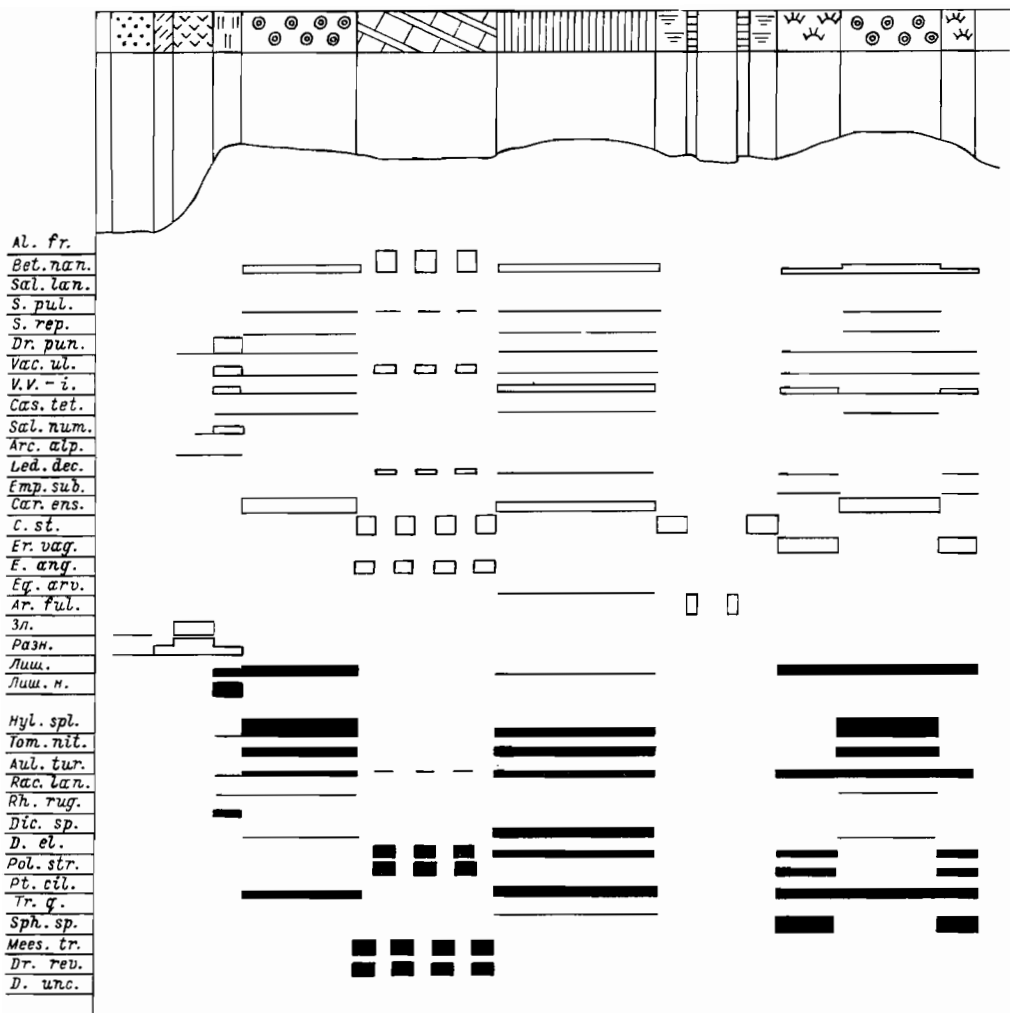 Al. fr.
Bet. nan.
Sal. lan.
S. pul.
S. rep.
Dr. pun.
Vac. ul.
V.V.-i.
Cas. tet.
Sal. num.
Arc. alp.
Led. dec.
Emp. sub.
Car. ens.
C. st.
Er. vag.
E. ang.
Eq. arv.
Ar. ful.
Зл.
Разн.
Лиш.
Лиш. н.
Hyl. spl.
Tom. nit.
Aul. tur.
Rac. lan.
Rh. rug.
Dic. sp.
D. el.
Pol. str.
Pt. cil.
Tr. q.
Sph. sp.
Mees. tr.
Dr. rev.
D. unc.